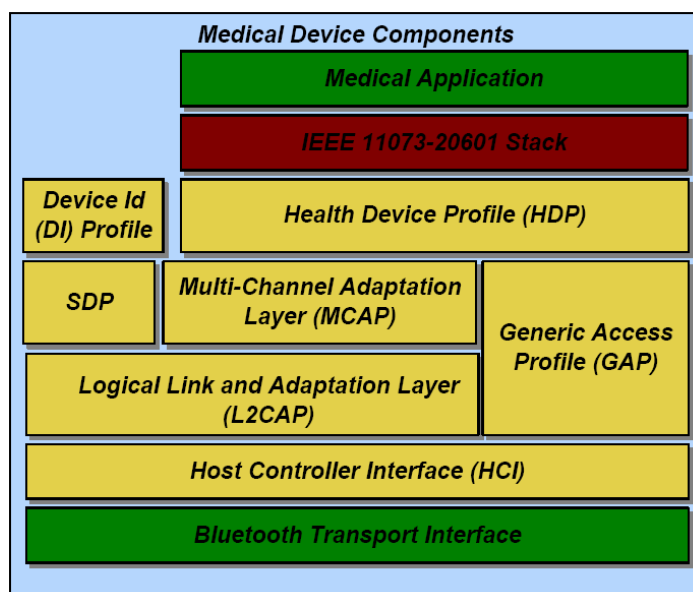 Medical Device Components
Medical Application
IEEE 11073-20601 Stack
Device Id
(DI) Profile
Health Device Profile (HDP)
SDP
Multi-Channel Adaptation
Layer (MCAP)
Generic Access
Profile (GAP)
Logical Link and Adaptation Layer
(L2CAP)
Host Controller Interface (HCI)
Bluetooth Transport Interface